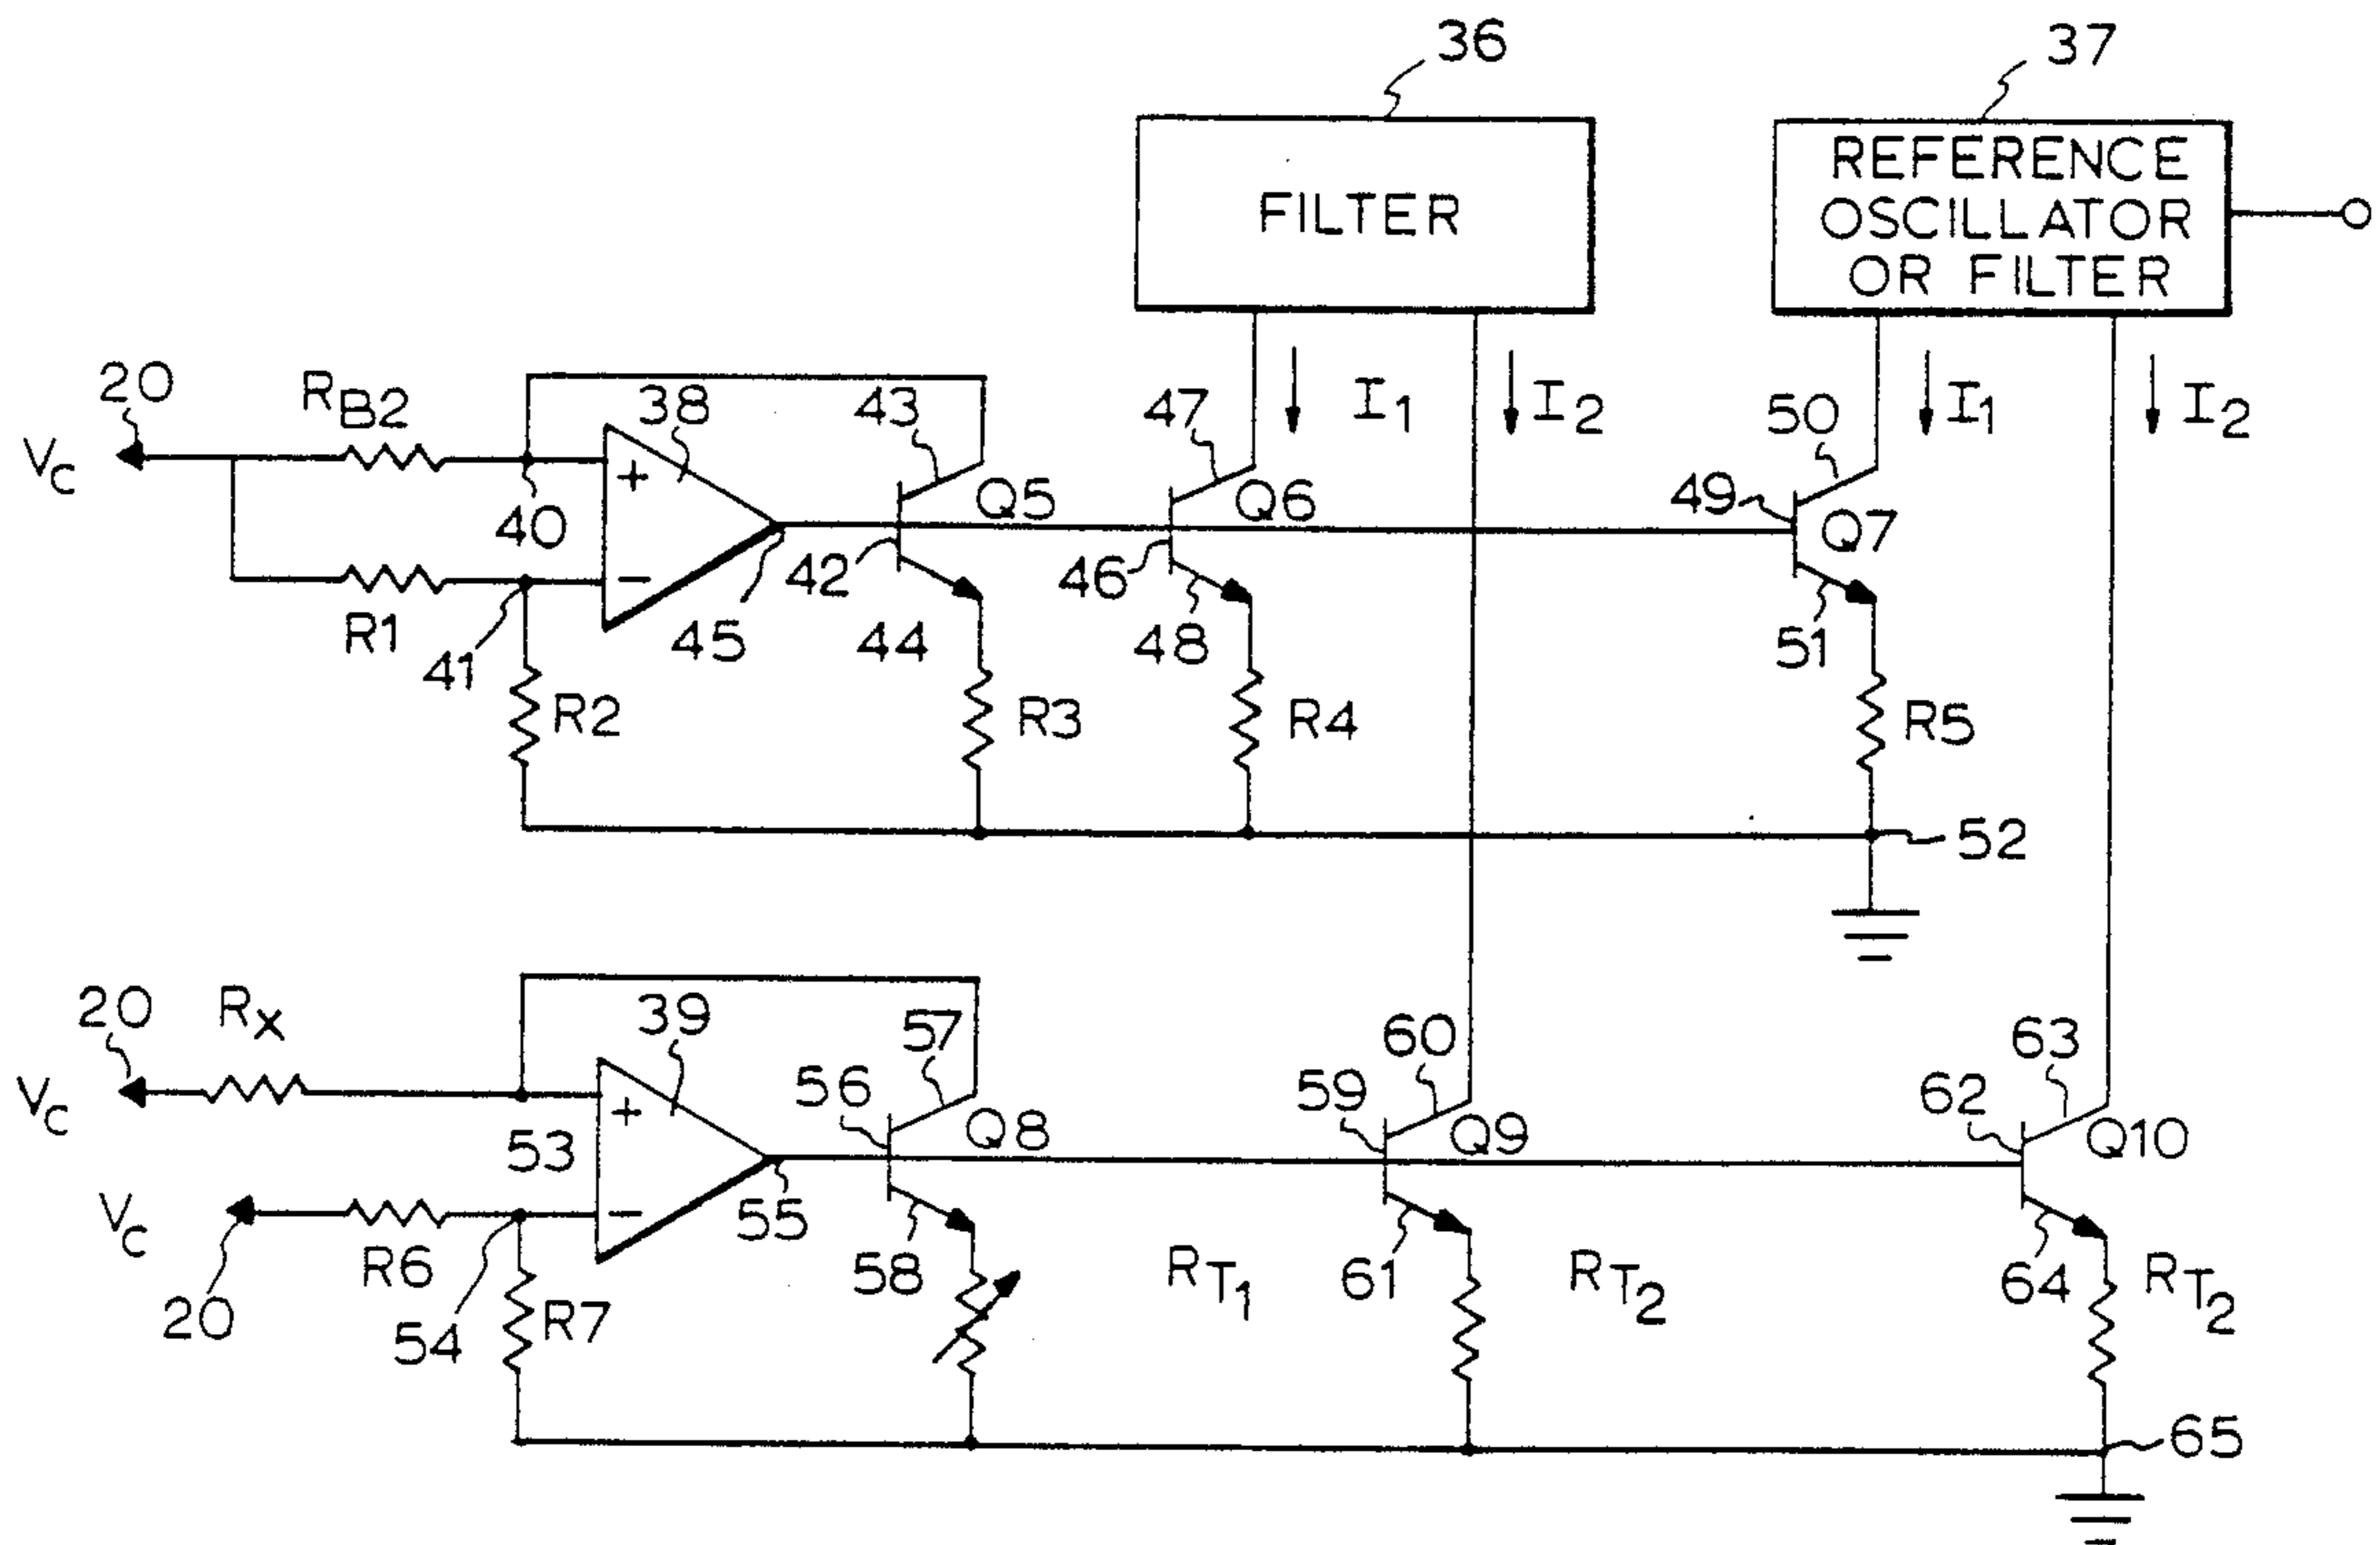 36
37
FILTER
REFERENCE
OSCILLATOR
OR FILTER
20
RB2
38
43
47
I1
I2
50
I1
I2
VC
+
40
Q5
Q6
49
Q7
R1
−
45
42
44
46
48
51
41
R2
R3
R4
R5
52
20
RX
39
57
60
63
VC
+
53
56
Q8
59
Q9
62
Q10
VC
−
55
20
R6
54
R7
58
RT1
61
RT2
64
RT2
65